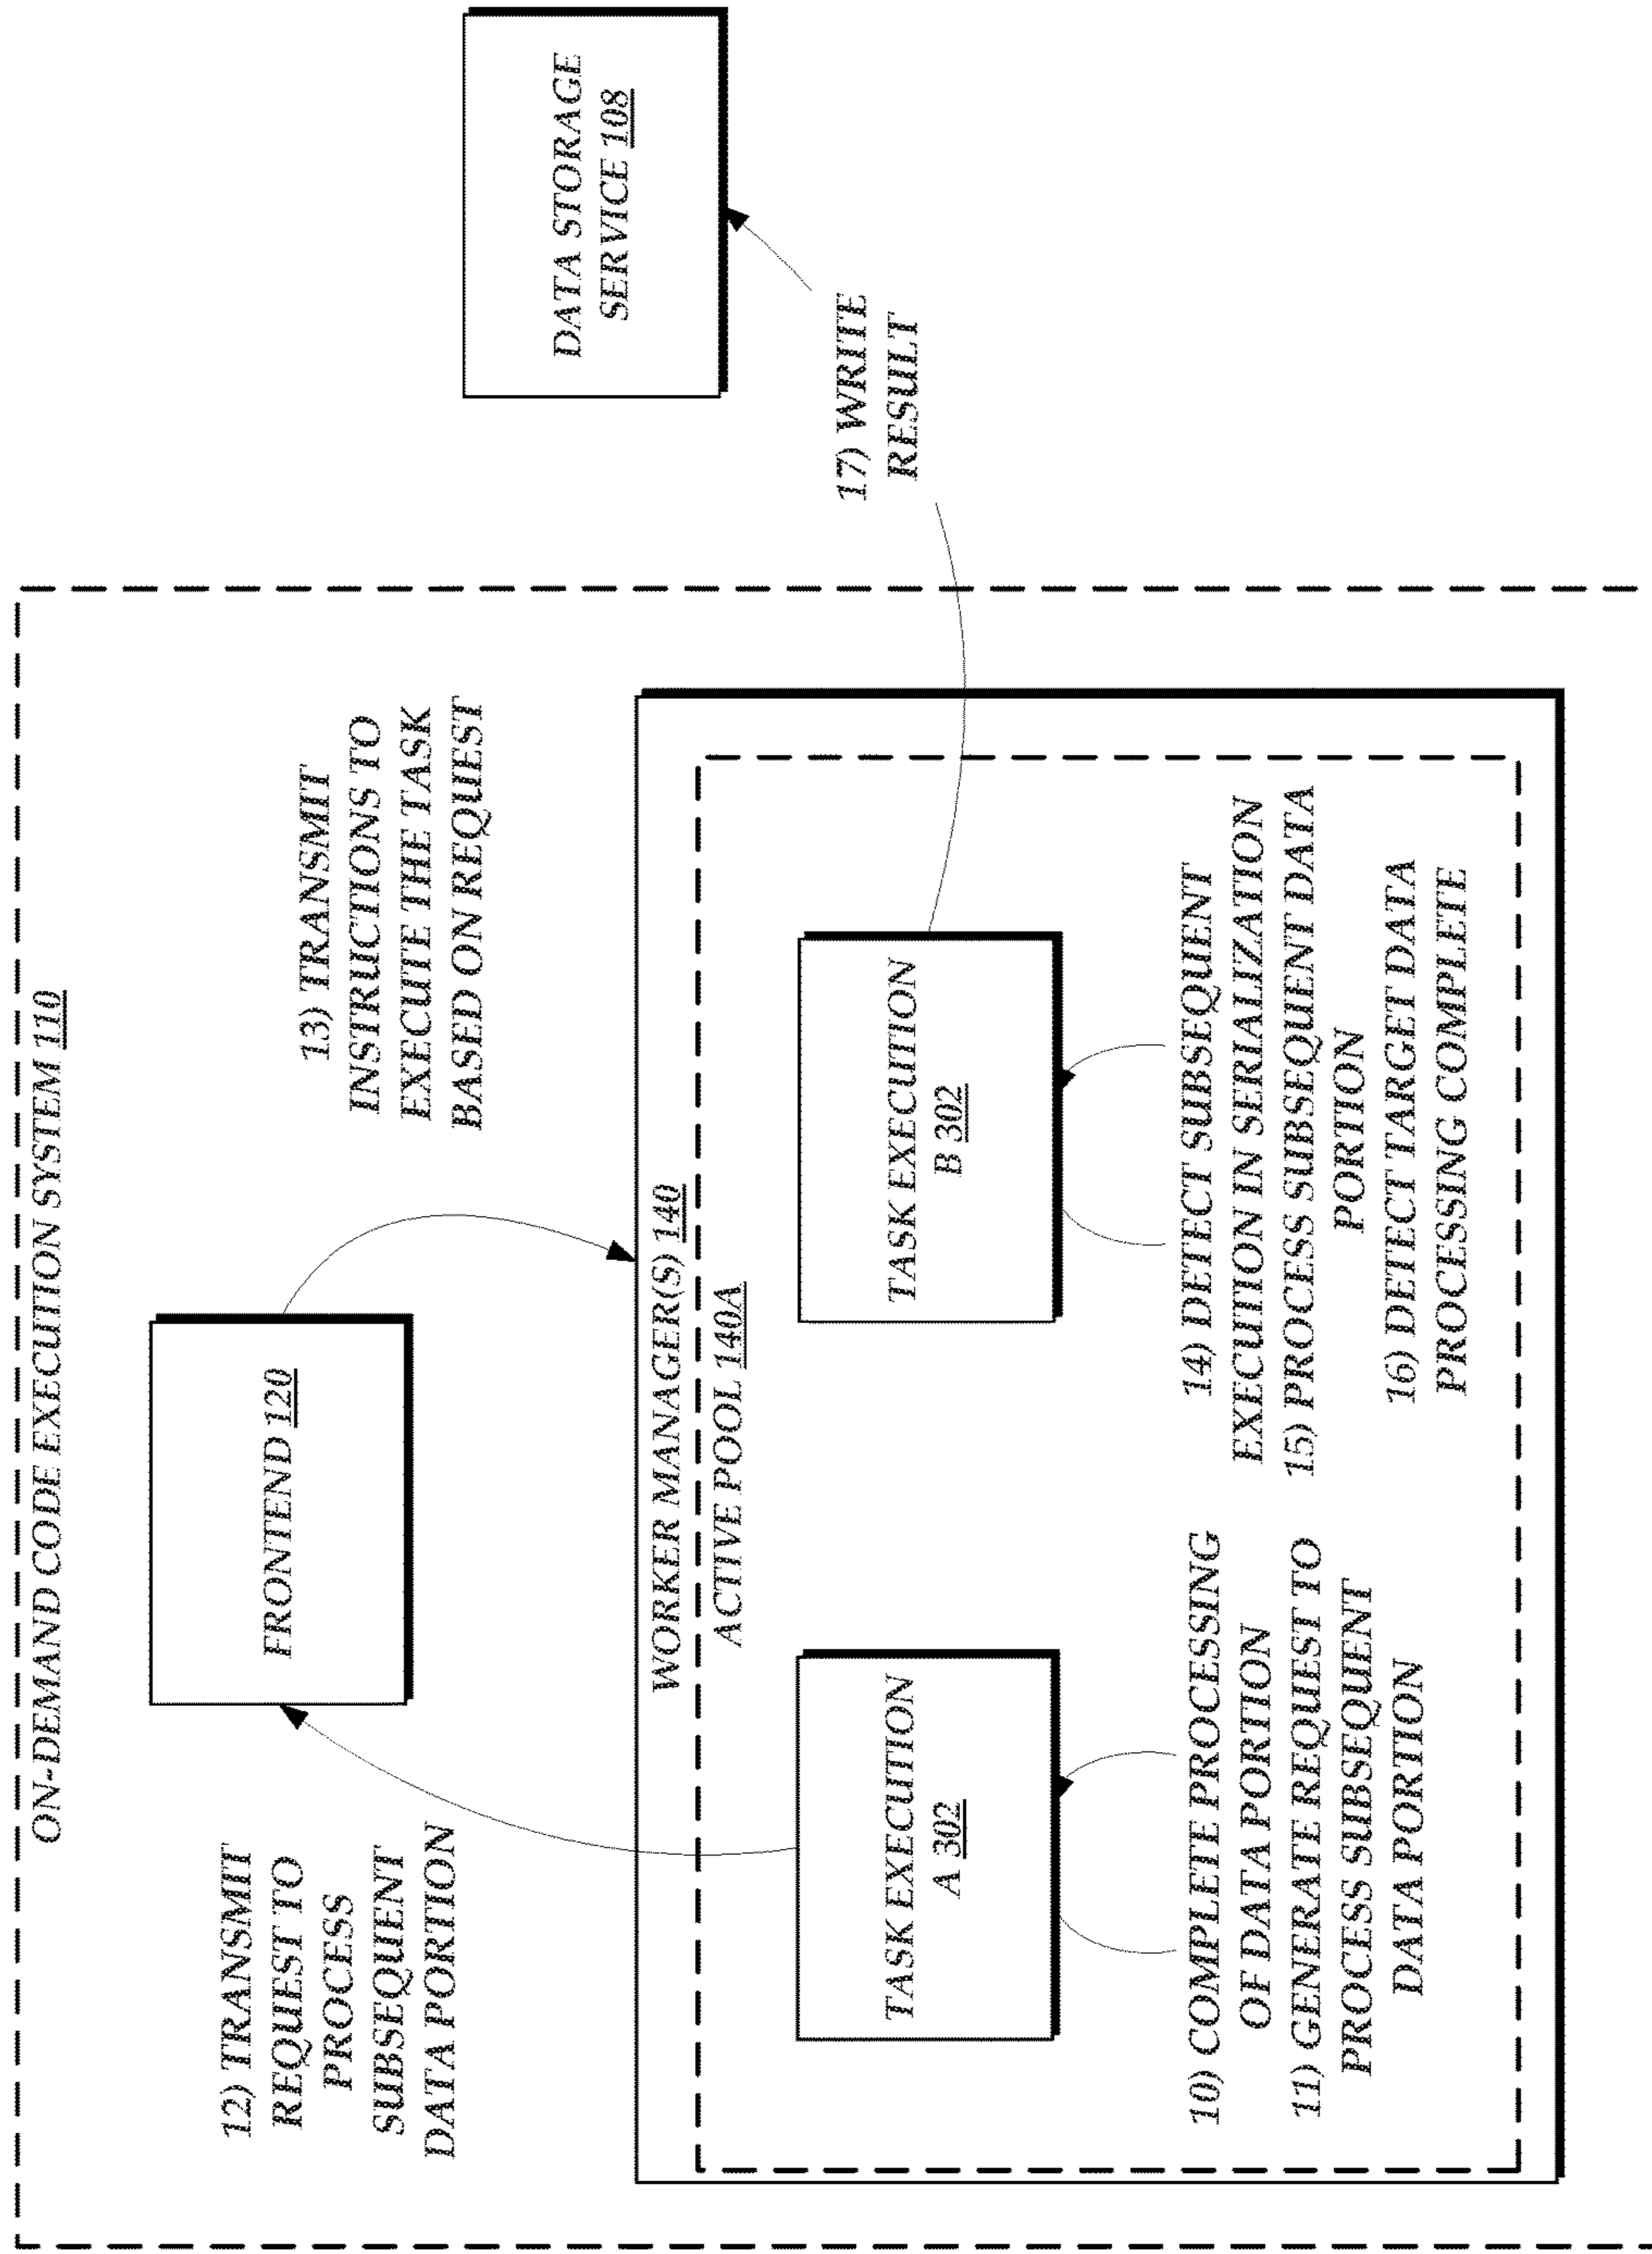 ON-DEMAND CODE EXECUTION SYSTEM 110
12) TRANSMIT
REQUEST TO
PROCESS
SUBSEQUENT
DATA PORTION
FRONTEND 120
13) TRANSMIT
INSTRUCTIONS TO
EXECUTE THE TASK
BASED ON REQUEST
DATA STORAGE
SERVICE 108
17) WRITE
RESULT
WORKER MANAGER(S) 140
ACTIVE POOL 140A
TASK EXECUTION
A 302
TASK EXECUTION
B 302
10) COMPLETE PROCESSING
OF DATA PORTION
11) GENERATE REQUEST TO
PROCESS SUBSEQUENT
DATA PORTION
14) DETECT SUBSEQUENT
EXECUTION IN SERIALIZATION
15) PROCESS SUBSEQUENT DATA
PORTION
16) DETECT TARGET DATA
PROCESSING COMPLETE